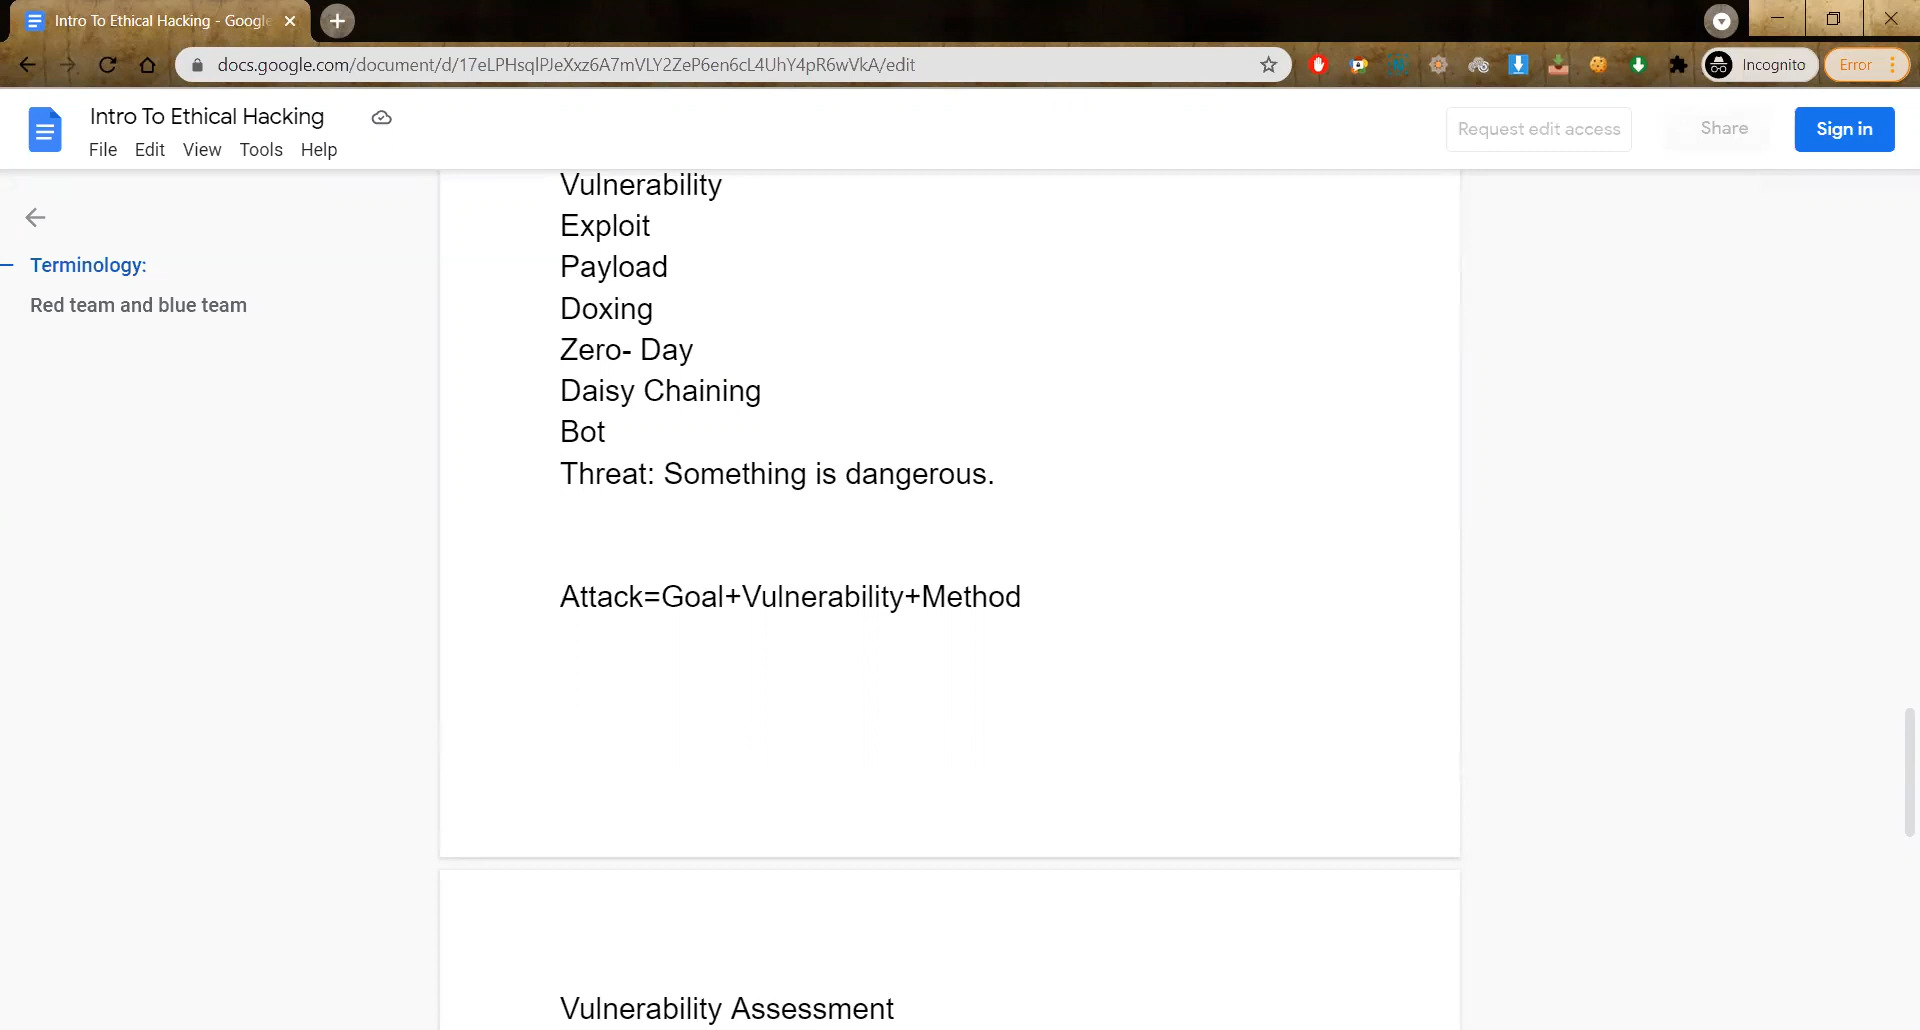 Intro To Ethical Hacking - Google
docs.google.com/document/d/17eLPHsqlPJeXxz6A7mVLY2ZeP6en6cL4UhY4pR6wVkA/edit
Incognito
Error
Intro To Ethical Hacking
File Edit View Tools Help
Request edit access
Share
Sign in
Terminology:
Red team and blue team
Vulnerability
Exploit
Payload
Doxing
Zero- Day
Daisy Chaining
Bot
Threat: Something is dangerous.
Attack=Goal+Vulnerability+Method
Vulnerability Assessment